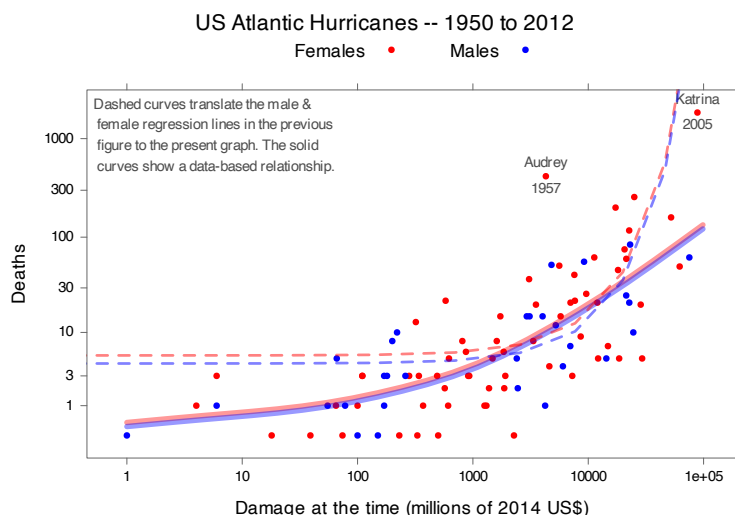 US Atlantic Hurricanes -- 1950 to 2012
Females Males
Dashed curves translate the male &
female regression lines in the previous
figure to the present graph. The solid
curves show a data-based relationship.
Katrina
2005
Audrey
1957
1000
300
100
30
10
3
1
Deaths
1 10 100 1000 10000 1e+05
Damage at the time (millions of 2014 US$)